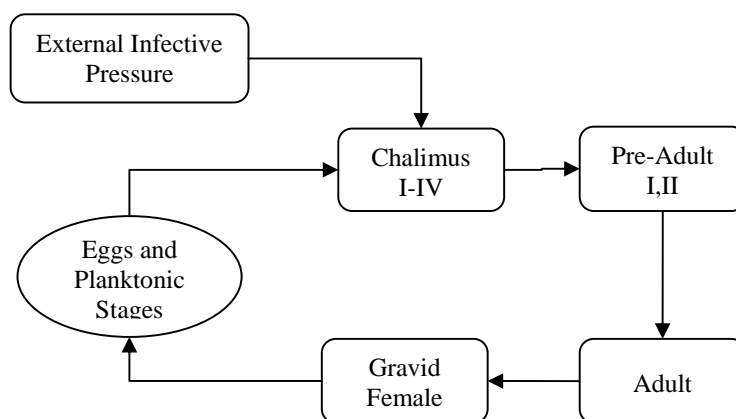 External Infective
Pressure
Chalimus
I-IV
Pre-Adult
I,II
Eggs and
Planktonic
Stages
Gravid
Female
Adult